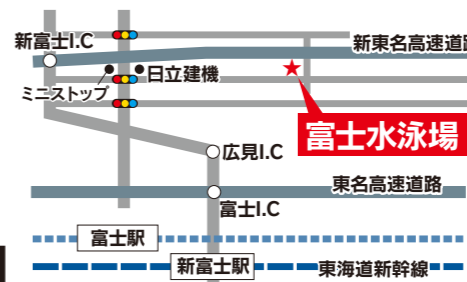 新富士I.C
新東名高速道路
日立建機
ミニストップ
富士水泳場
広見I.C
東名高速道路
富士I.C
富士駅
新富士駅
東海道新幹線